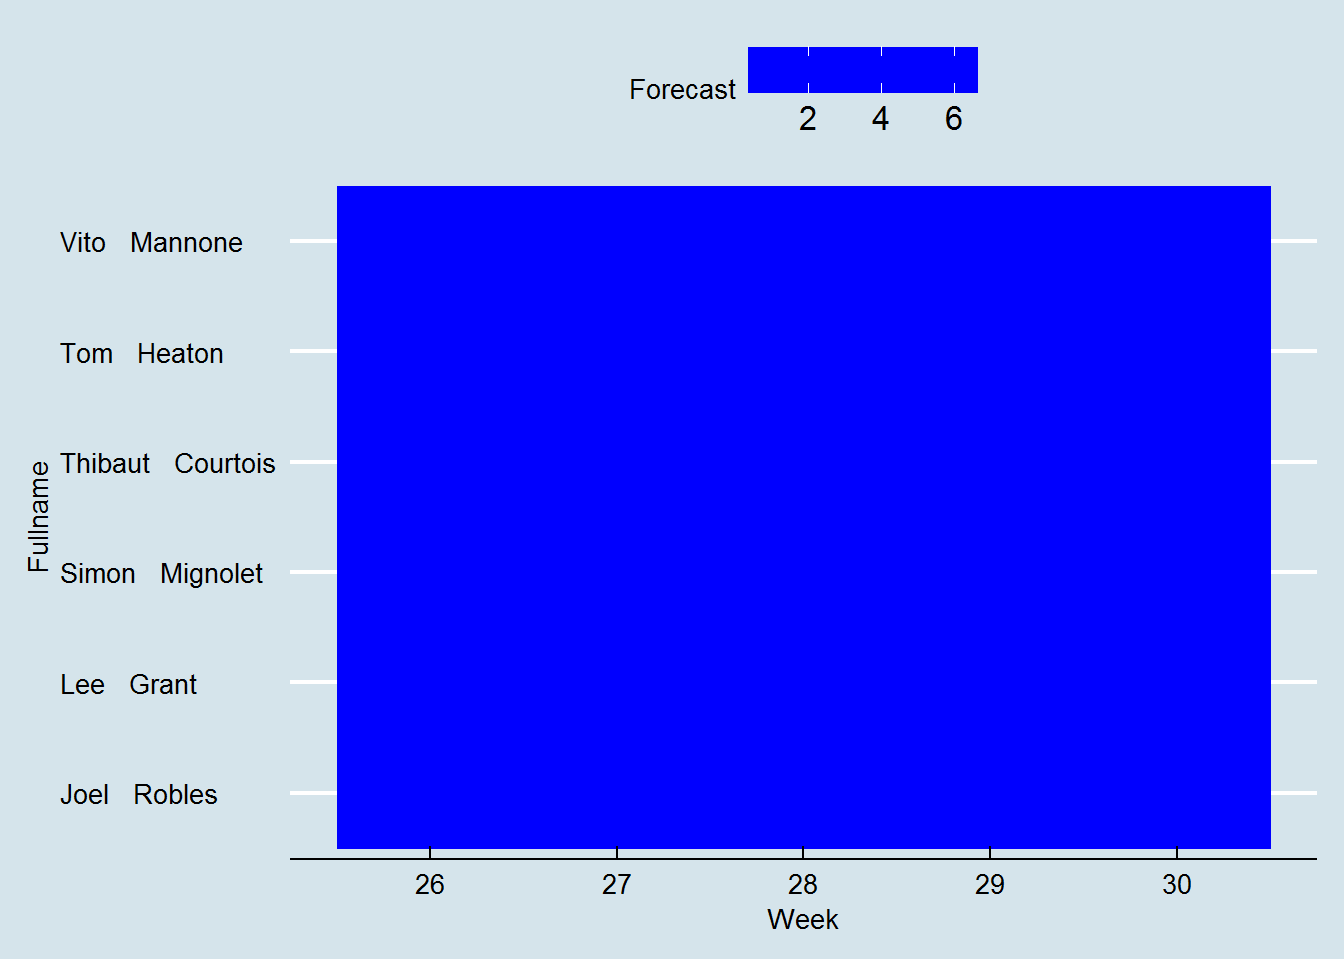 Forecast
2 4 6
Vito Mannone
Tom Heaton
Thibaut Courtois
Simon Mignolet
Lee Grant
Joel Robles
Fullname
26 27 28 29 30
Week